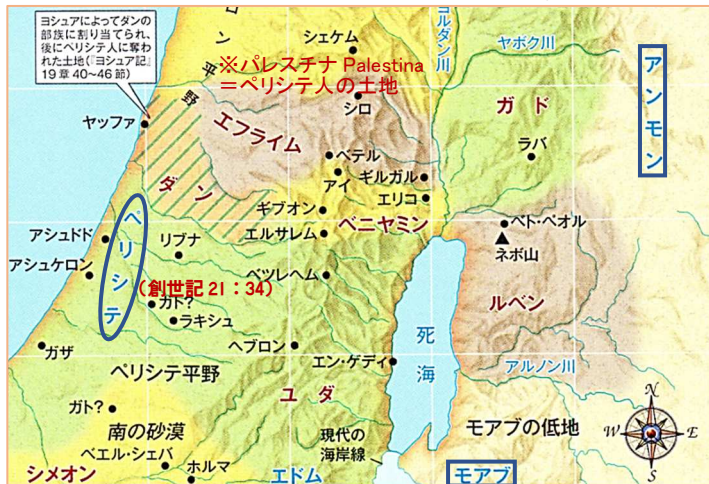 ヨシュアによってダンの
部族に割り当てられ、
後にペリシテ人に奪わ
れた土地(『ヨシュア記』
19章40~46節)
シェケム
ヨルダン川
ヤボク川
アンモン
シャロン平野
※パレスチナ Palestina
=ペリシテ人の土地
シロ
ガド
ヤッファ
エフライム
ラバ
ベテル
アイ
ギルガル
ダン
エリコ
ギブオン
ベニヤミン
ベト・ペオル
ペリシテ
アシュドド
リブナ
エルサレム
ネボ山
アシュケロン
ベツレヘム
(創世記21:34)
ガト?
ルベン
ラキシュ
死海
ガザ
ヘブロン
エン・ゲディ
アルノン川
ペリシテ平野
ユダ
ガト?
N
南の砂漠
現代の
海岸線
モアブの低地
W
E
ベエル・シェバ
ホルマ
S
シメオン
エドム
モアブ